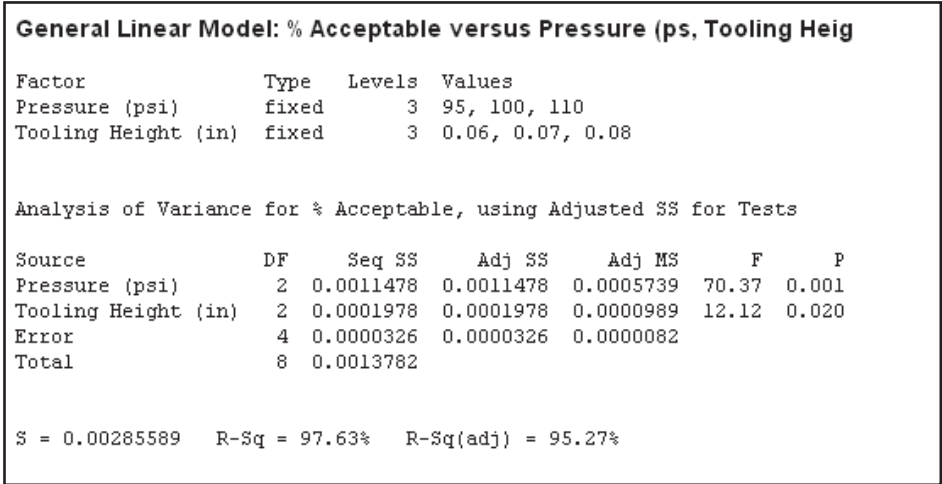 General Linear Model: % Acceptable versus Pressure (ps, Tooling Heig
Factor Type Levels Values
Pressure (psi) fixed 3 95, 100, 110
Tooling Height (in) fixed 3 0.06, 0.07, 0.08
Analysis of Variance for % Acceptable, using Adjusted SS for Tests
Source DF Seq SS Adj SS Adj MS F P
Pressure (psi) 2 0.0011478 0.0011478 0.0005739 70.37 0.001
Tooling Height (in) 2 0.0001978 0.0001978 0.0000989 12.12 0.020
Error 4 0.0000326 0.0000326 0.0000082
Total 8 0.0013782
S = 0.00285589 R-Sq = 97.63% R-Sq(adj) = 95.27%